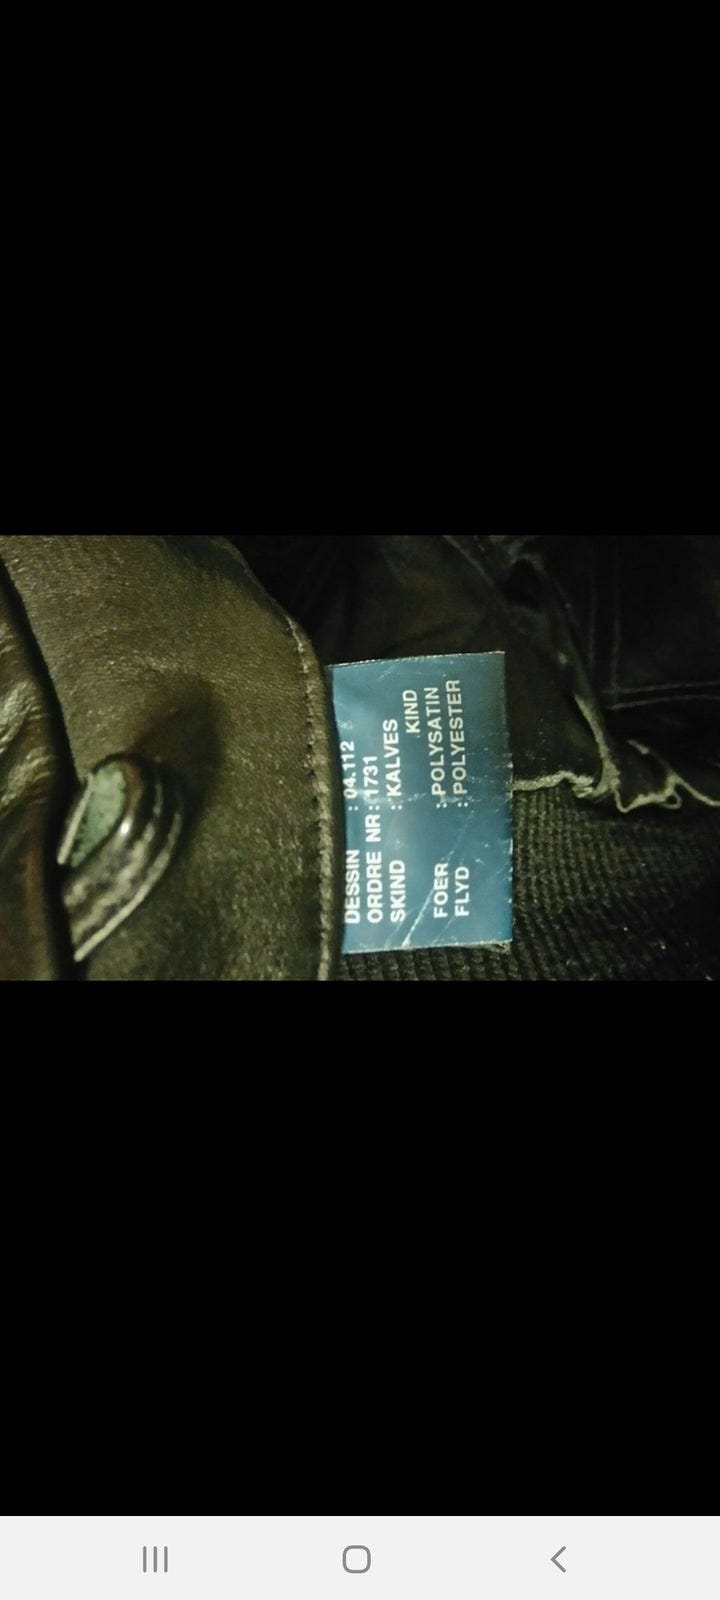 DESSIN : 04.112
ORDRE NR: 1731
SKIND : KALVES
KIND
FOER : POLYSATIN
FLYD : POLYESTER